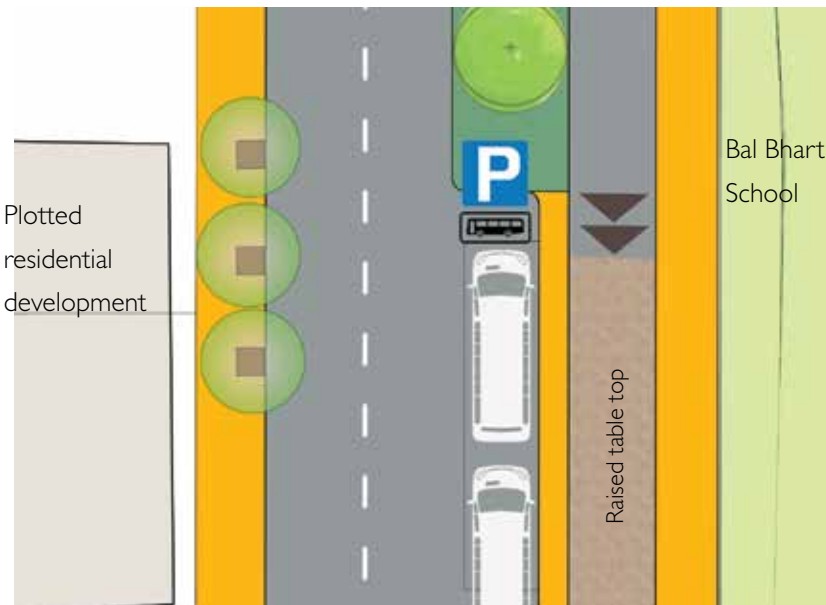 Plotted
residential
development
P
Raised table top
Bal Bhart
School